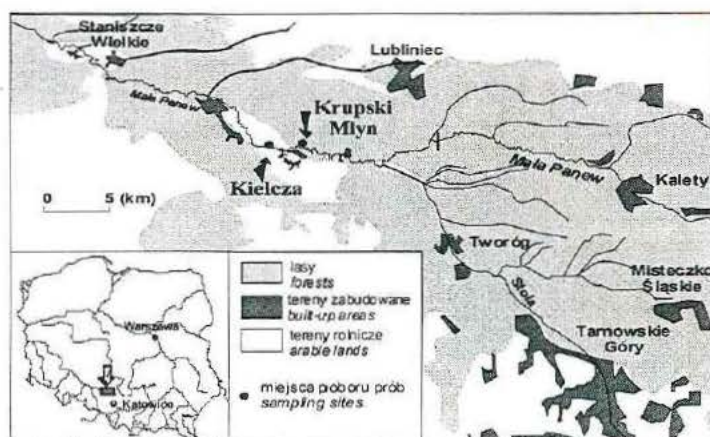 Staniszcze
Wielkie
Lubliniec
Mała Panew
Krupski
Młyn
Mała Panew
Kalety
Kielcza
0 5 (km)
Tworóg
Misteczko
Śląskie
Stoła
Tarnowskie
Góry
Warszawa
Katowice
lasy
forests
tereny zabudowane
built-up areas
tereny rolnicze
arable lands
miejsca poboru prób
sampling sites